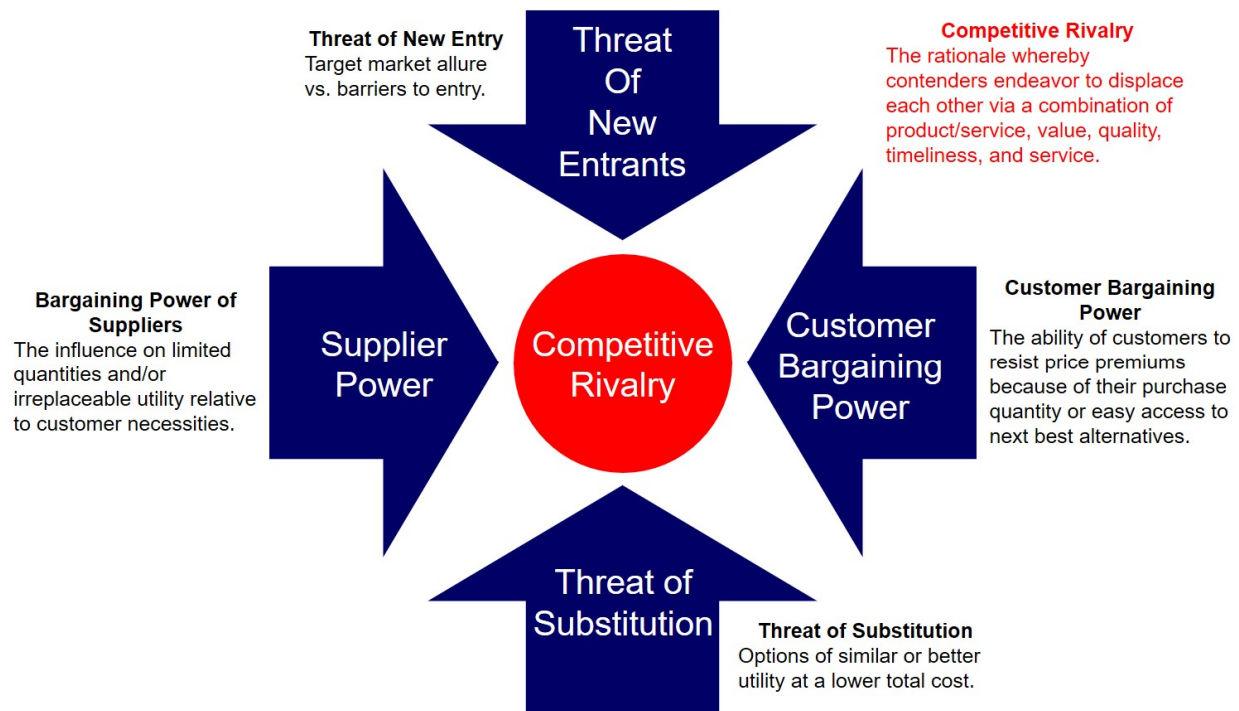 Threat of New Entry
Target market allure
vs. barriers to entry.
Threat
Of
New
Entrants
Competitive Rivalry
The rationale whereby
contenders endeavor to displace
each other via a combination of
product/service, value, quality,
timeliness, and service.
Bargaining Power of
Suppliers
The influence on limited
quantities and/or
irreplaceable utility relative
to customer necessities.
Supplier
Power
Competitive
Rivalry
Customer
Bargaining
Power
Customer Bargaining
Power
The ability of customers to
resist price premiums
because of their purchase
quantity or easy access to
next best alternatives.
Threat of
Substitution
Threat of Substitution
Options of similar or better
utility at a lower total cost.